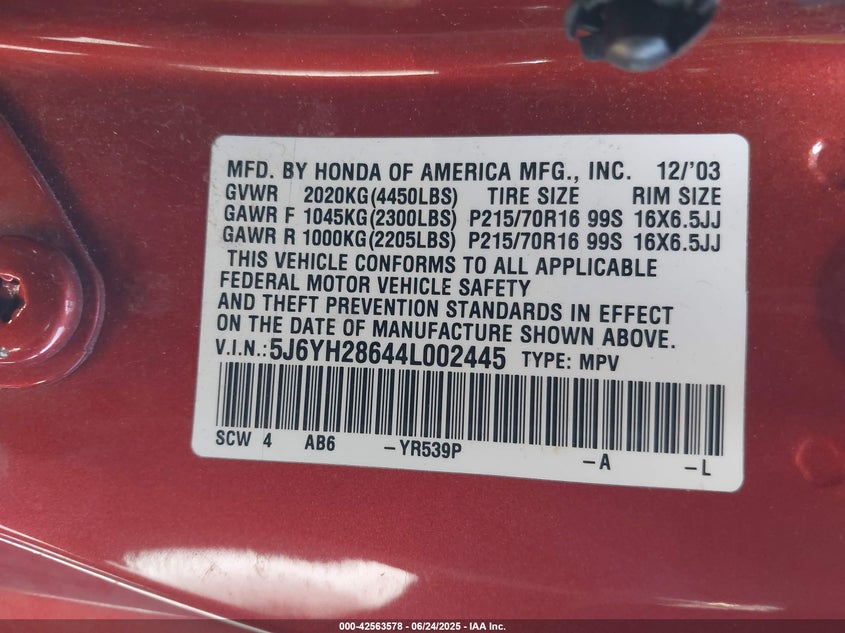 MFD. BY HONDA OF AMERICA MFG., INC. 12/'03
GVWR 2020KG(4450LBS) TIRE SIZE RIM SIZE
GAWR F 1045KG(2300LBS) P215/70R16 99S 16X6.5JJ
GAWR R 1000KG(2205LBS) P215/70R16 99S 16X6.5JJ
THIS VEHICLE CONFORMS TO ALL APPLICABLE
FEDERAL MOTOR VEHICLE SAFETY
AND THEFT PREVENTION STANDARDS IN EFFECT
ON THE DATE OF MANUFACTURE SHOWN ABOVE.
V.I.N.:5J6YH28644L002445 TYPE: MPV
SCW 4 AB6 -YR539P -A -L
000-42563578 | 06/24/2025 - IAA Inc.